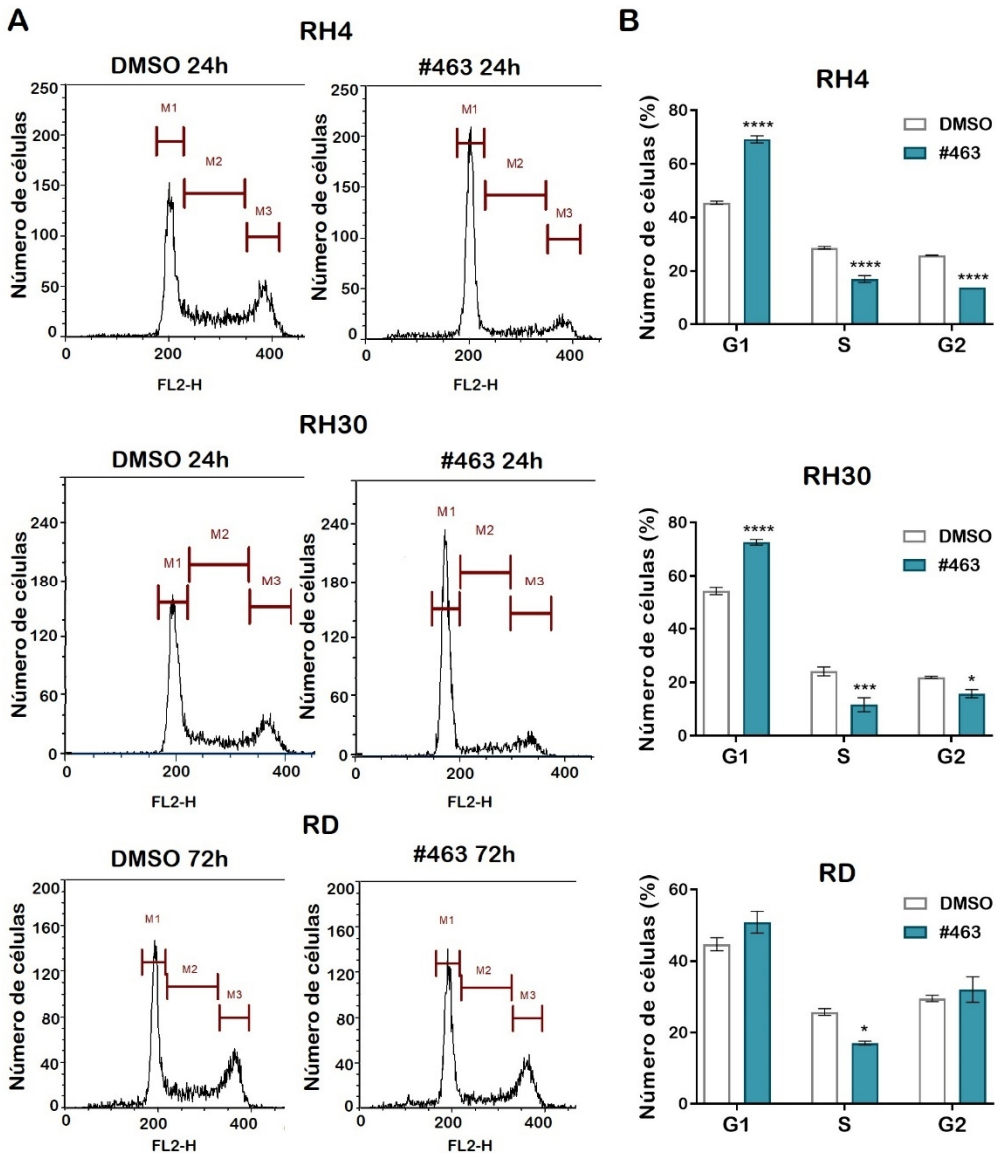 A
RH4
DMSO 24h
#463 24h
Número de células
250
200
150
100
50
0
M1
M2
M3
0 200 400
FL2-H
Número de células
250
200
150
100
50
0
M1
M2
M3
0 200 400
FL2-H
RH30
DMSO 24h
#463 24h
Número de células
240
180
120
60
0
M1
M2
M3
0 200 400
FL2-H
Número de células
240
180
120
60
0
M1
M2
M3
0 200 400
FL2-H
RD
DMSO 72h
#463 72h
Número de células
200
160
120
80
40
0
M1
M2
M3
0 200 400
FL2-H
Número de células
200
160
120
80
40
0
M1
M2
M3
0 200 400
FL2-H
B
RH4
Número de células (%)
80
60
40
20
0
****
****
****
DMSO
#463
G1 S G2
RH30
Número de células (%)
80
60
40
20
0
****
***
*
DMSO
#463
G1 S G2
RD
Número de células (%)
60
40
20
0
*
DMSO
#463
G1 S G2